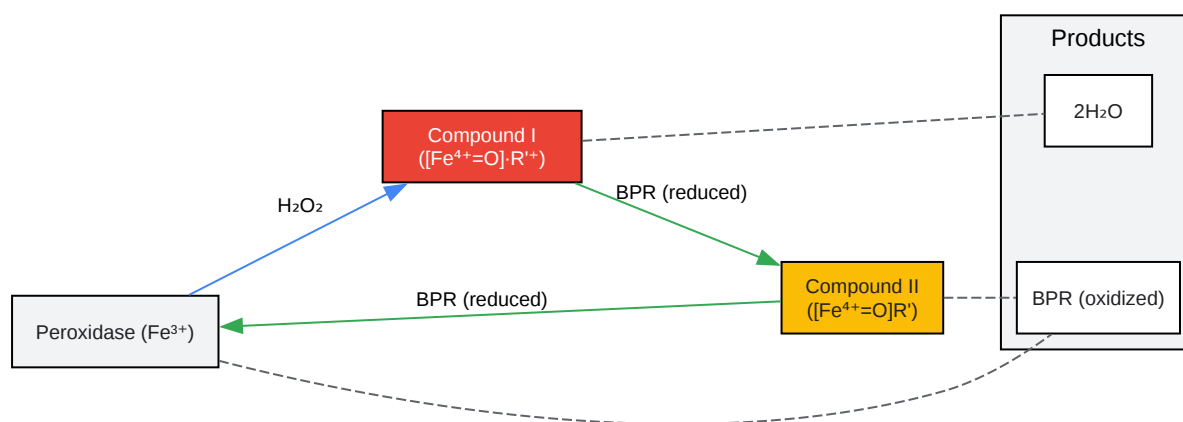 Products
2H₂O
Compound I
([Fe⁴⁺=O]·R'⁺)
BPR (reduced)
H₂O₂
Compound II
([Fe⁴⁺=O]R')
BPR (oxidized)
BPR (reduced)
Peroxidase (Fe³⁺)